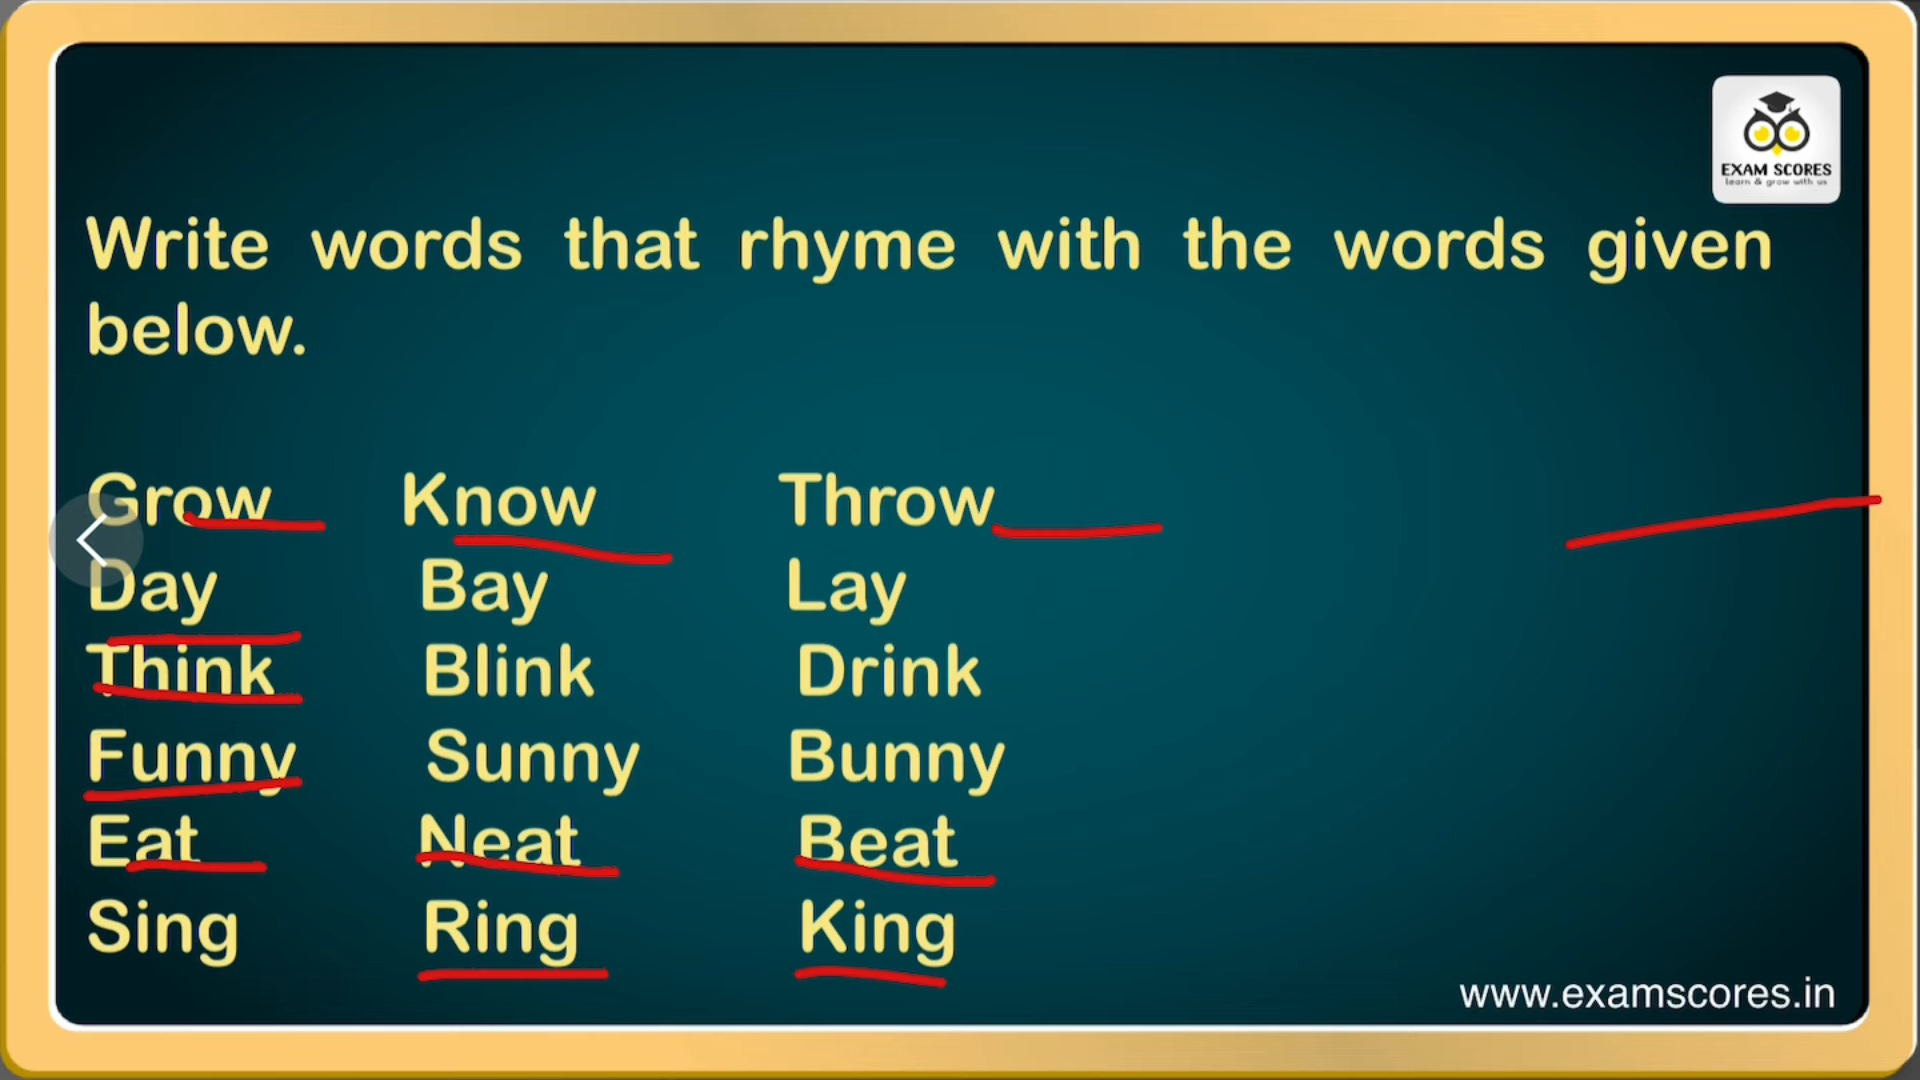 EXAM SCORES
learn & grow with us
Write words that rhyme with the words given
below.
Grow Know Throw
Day Bay Lay
Think Blink Drink
Funny Sunny Bunny
Eat Neat Beat
Sing Ring King
www.examscores.in